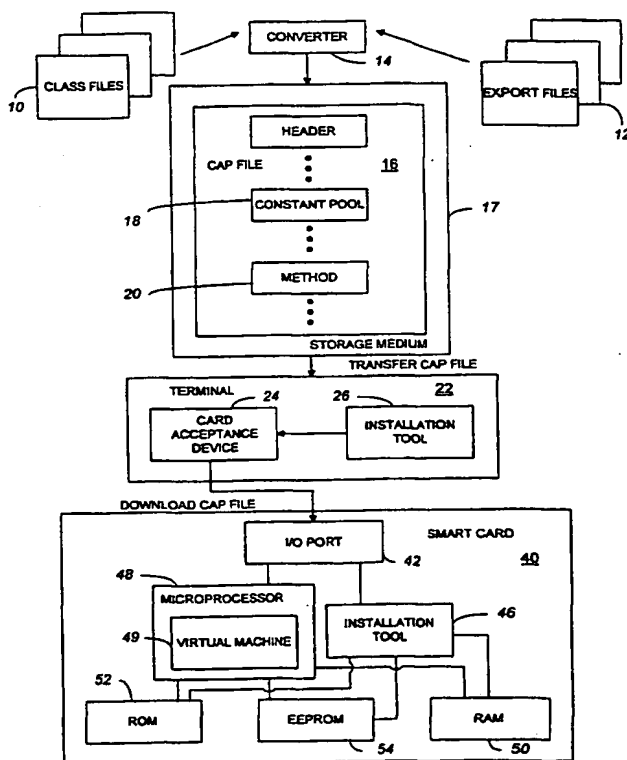 CONVERTER
14
CLASS FILES
10
EXPORT FILES
12
HEADER
CAP FILE
16
18
CONSTANT POOL
17
20
METHOD
STORAGE MEDIUM
TRANSFER CAP FILE
TERMINAL
24
26
22
CARD
ACCEPTANCE
DEVICE
INSTALLATION
TOOL
DOWNLOAD CAP FILE
I/O PORT
SMART CARD
42
40
48
MICROPROCESSOR
46
49
VIRTUAL MACHINE
INSTALLATION
TOOL
52
ROM
EEPROM
RAM
54
50